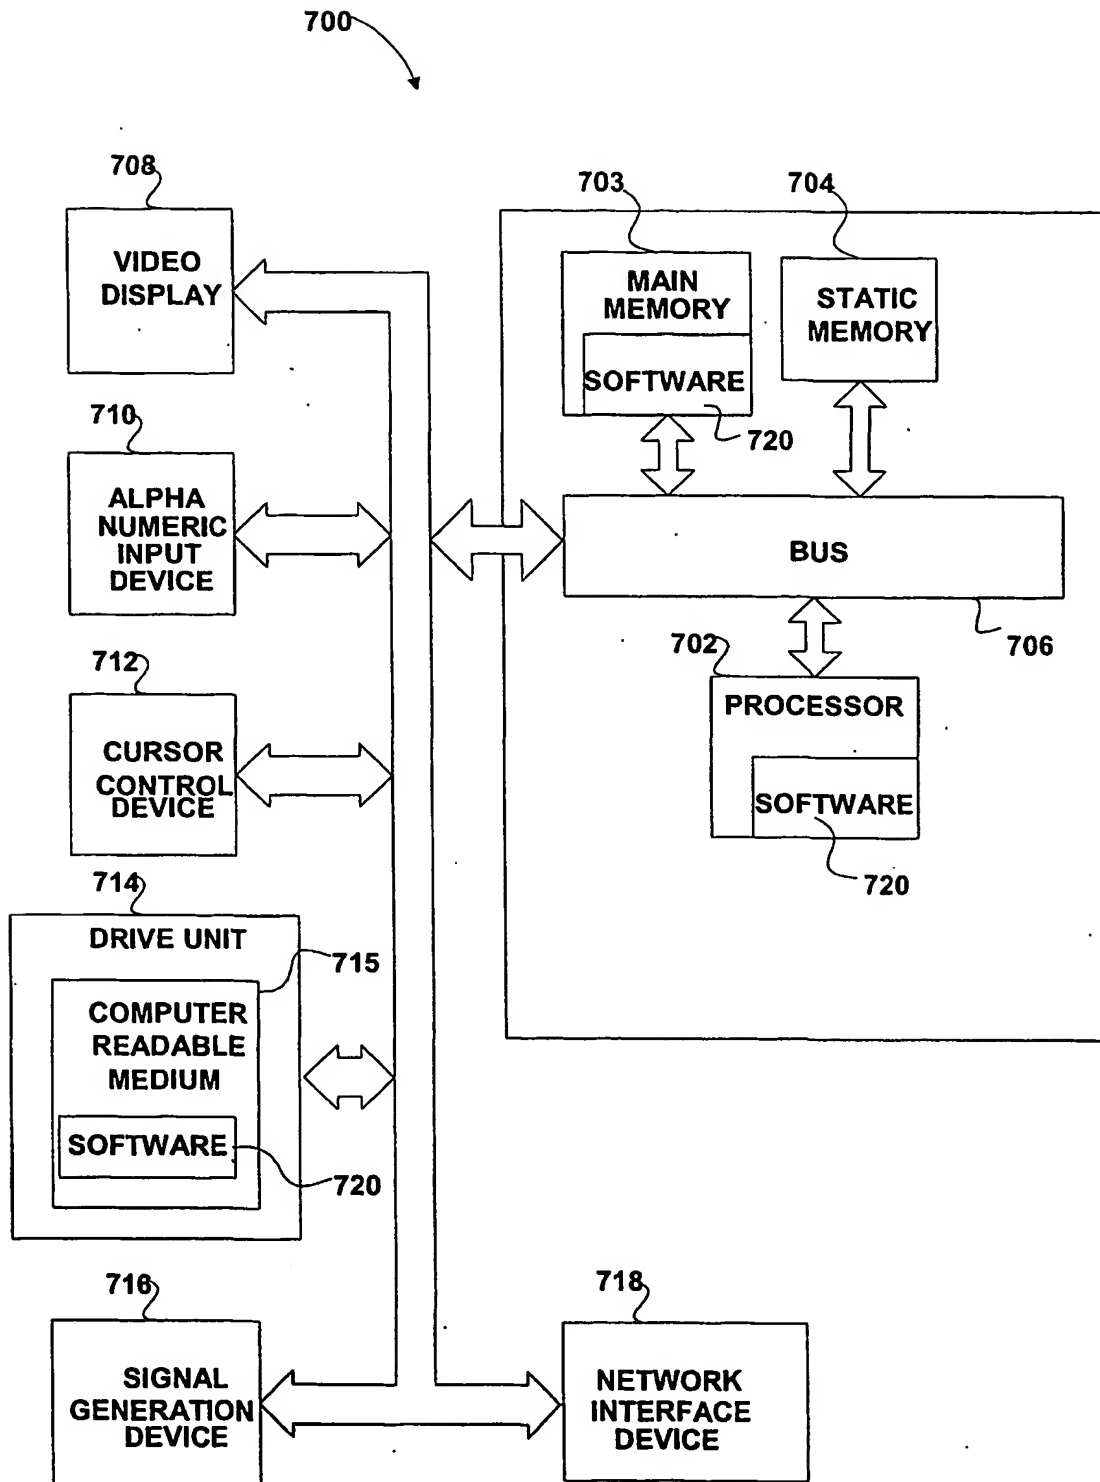 700
708
VIDEO
DISPLAY
703
MAIN
MEMORY
SOFTWARE
720
704
STATIC
MEMORY
710
ALPHA
NUMERIC
INPUT
DEVICE
BUS
706
712
CURSOR
CONTROL
DEVICE
702
PROCESSOR
SOFTWARE
720
714
DRIVE UNIT
715
COMPUTER
READABLE
MEDIUM
SOFTWARE
720
716
SIGNAL
GENERATION
DEVICE
718
NETWORK
INTERFACE
DEVICE